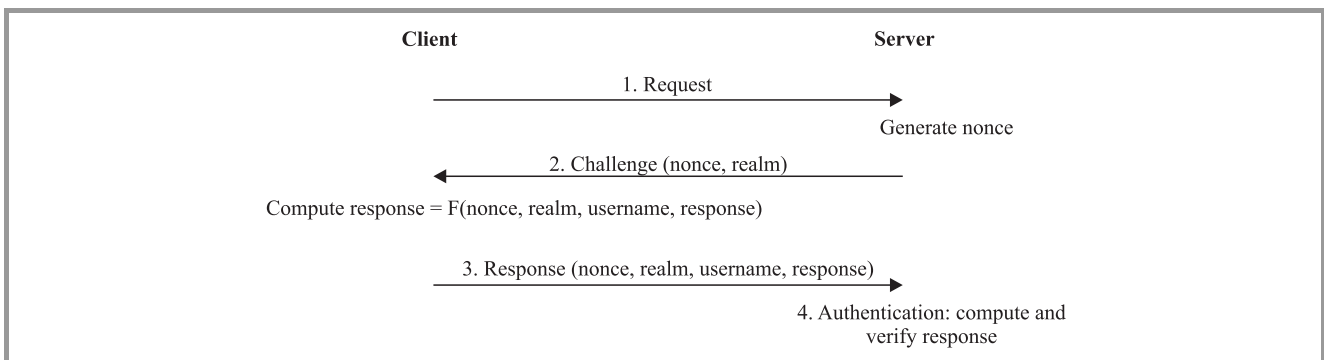 Client
Server
1. Request
Generate nonce
2. Challenge (nonce, realm)
Compute response = F(nonce, realm, username, response)
3. Response (nonce, realm, username, response)
4. Authentication: compute and
verify response